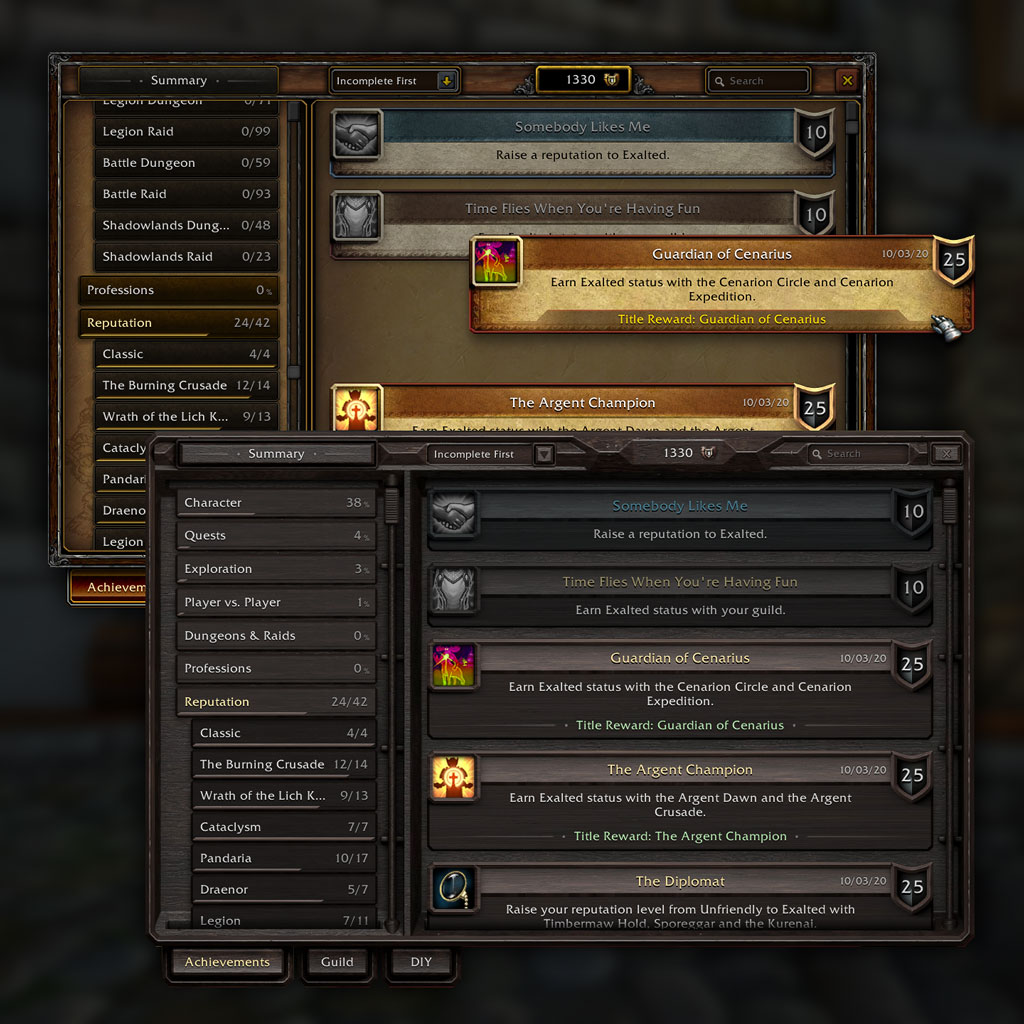 Summary
Incomplete First
1330
Search
Legion Dungeon 0/71
Legion Raid 0/99
Battle Dungeon 0/59
Battle Raid 0/93
Shadowlands Dung... 0/48
Shadowlands Raid 0/23
Professions 0%
Reputation 24/42
Classic 4/4
The Burning Crusade 12/14
Wrath of the Lich K... 9/13
Catacly
Pandar
Draeno
Legion
Achievem
Somebody Likes Me
10
Raise a reputation to Exalted.
Time Flies When You're Having Fun
10
Guardian of Cenarius
10/03/20
25
Earn Exalted status with the Cenarion Circle and Cenarion
Expedition.
Title Reward: Guardian of Cenarius
The Argent Champion
10/03/20
25
Earn Exalted status with the Argent Dawn and the Argent
Summary
Incomplete First
1330
Search
Character 38%
Quests 4%
Exploration 3%
Player vs. Player 1%
Dungeons & Raids 0%
Professions 0%
Reputation 24/42
Classic 4/4
The Burning Crusade 12/14
Wrath of the Lich K... 9/13
Cataclysm 7/7
Pandaria 10/17
Draenor 5/7
Legion 7/11
Somebody Likes Me
10
Raise a reputation to Exalted.
Time Flies When You're Having Fun
10
Earn Exalted status with your guild.
Guardian of Cenarius
10/03/20
25
Earn Exalted status with the Cenarion Circle and Cenarion
Expedition.
Title Reward: Guardian of Cenarius
The Argent Champion
10/03/20
25
Earn Exalted status with the Argent Dawn and the Argent
Crusade.
Title Reward: The Argent Champion
The Diplomat
10/03/20
25
Raise your reputation level from Unfriendly to Exalted with
Timbermaw Hold, Sporeggar and the Kurenai.
Achievements
Guild
DIY